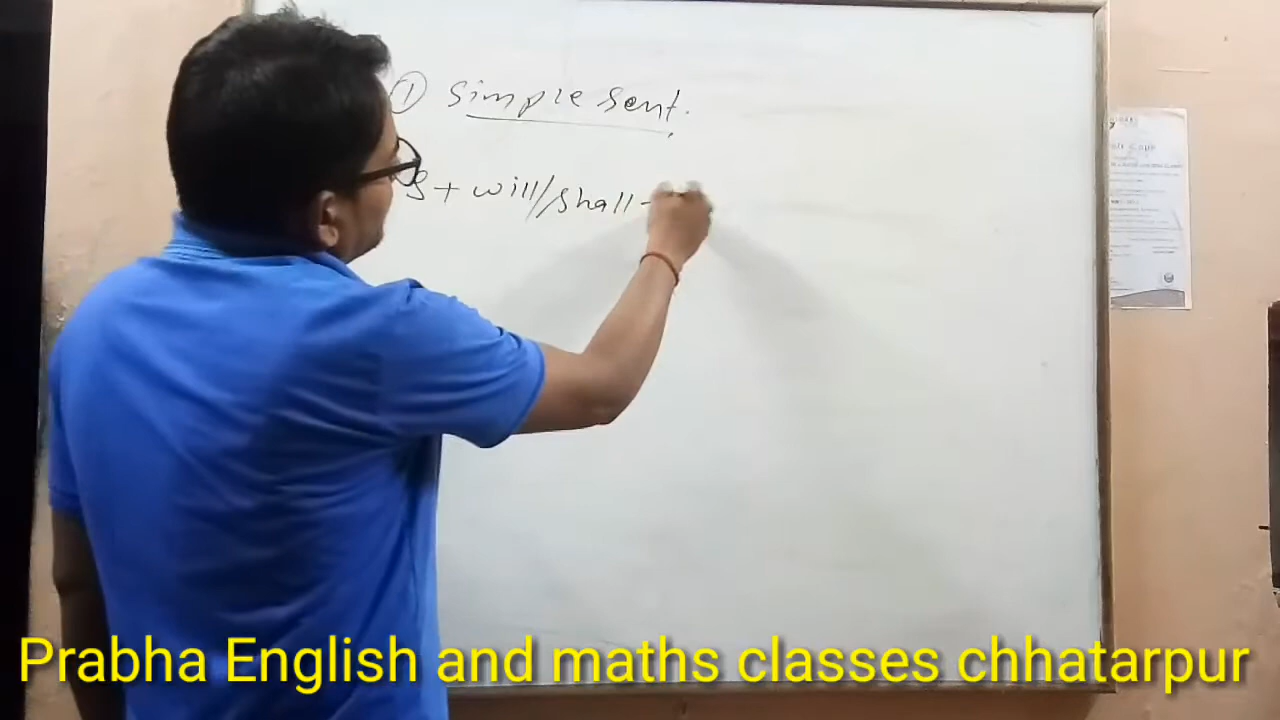 ① Simple Sent.
S + will/shall -
Prabha English and maths classes chhatarpur